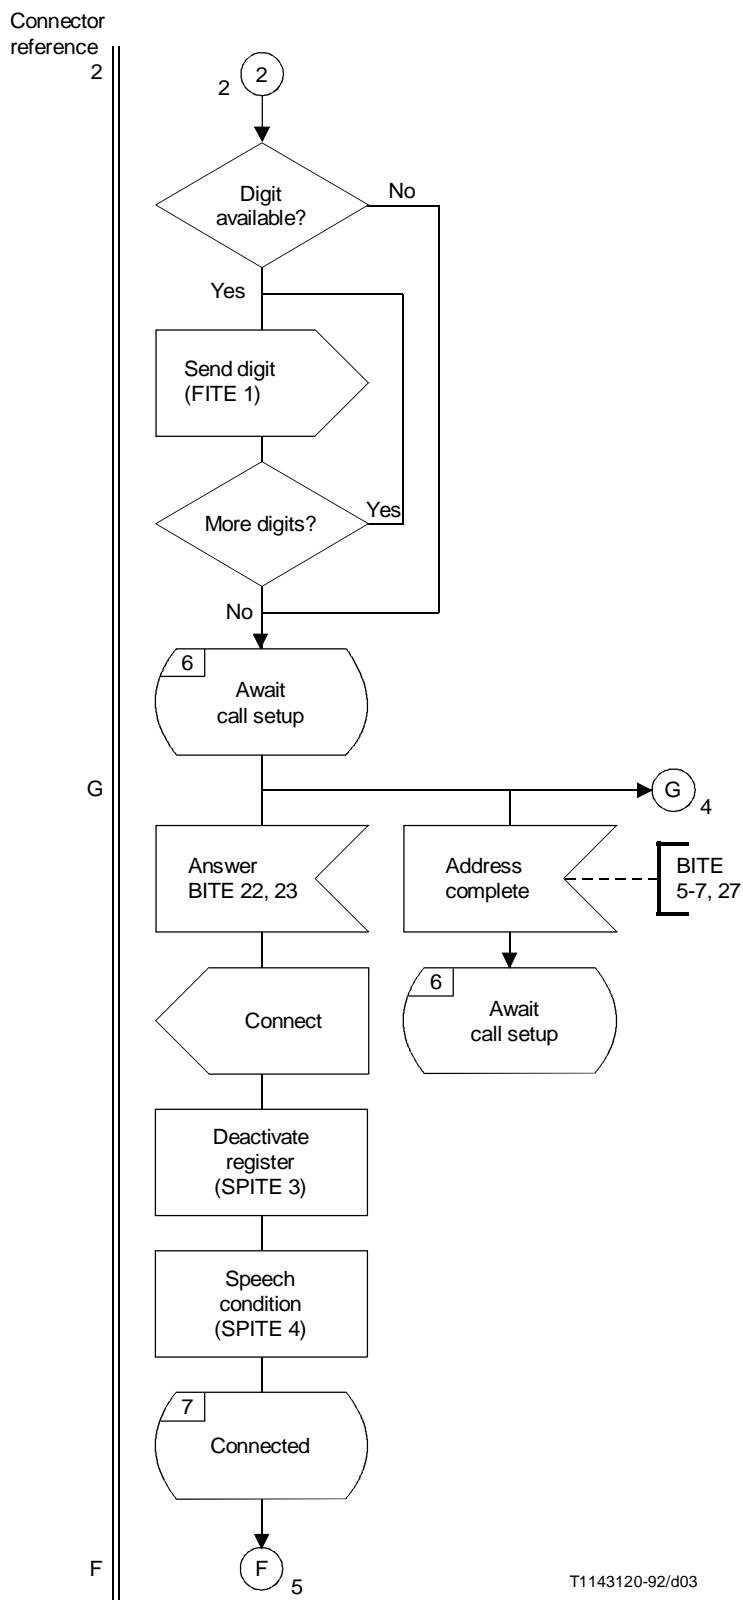 Connector
reference
2
2
2
Digit
available?
No
Yes
Send digit
(FITE 1)
More digits?
Yes
No
6
Await
call setup
G
G
4
Answer
BITE 22, 23
Address
complete
BITE
5-7, 27
Connect
6
Await
call setup
Deactivate
register
(SPITE 3)
Speech
condition
(SPITE 4)
7
Connected
F
F
5
T1143120-92/d03